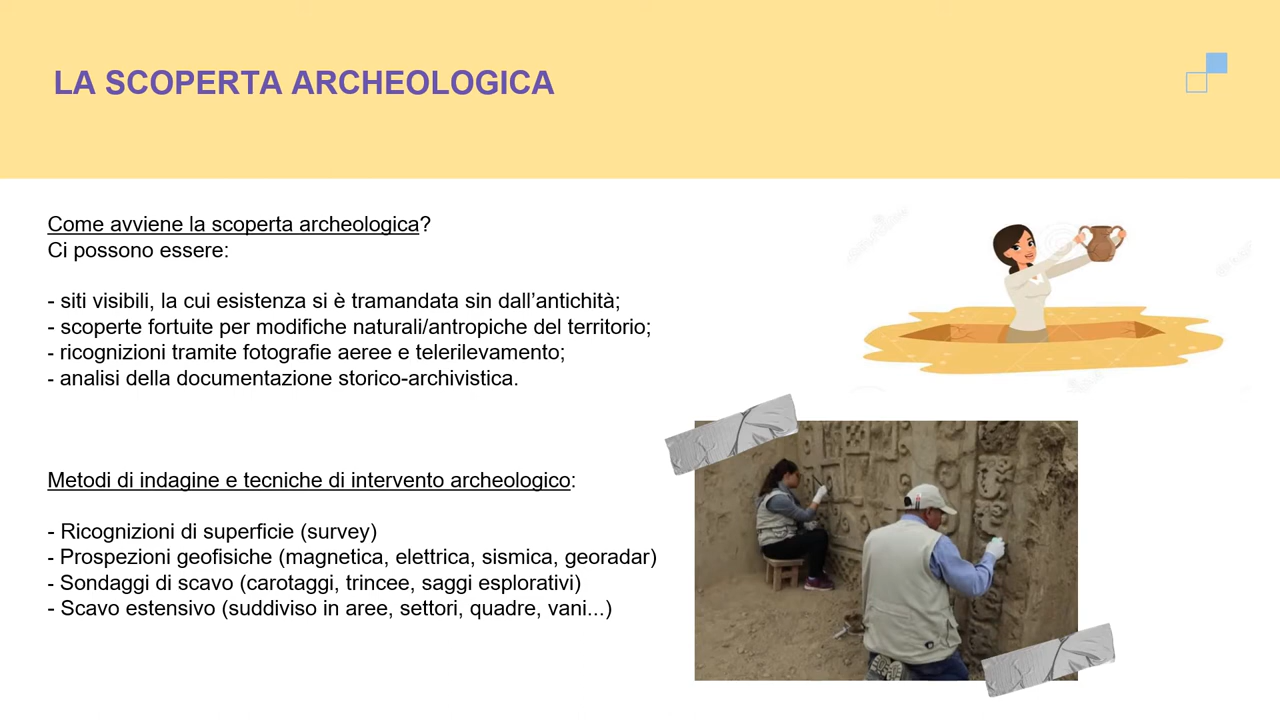 LA SCOPERTA ARCHEOLOGICA
Come avviene la scoperta archeologica?
Ci possono essere:
- siti visibili, la cui esistenza si è tramandata sin dall’antichità;
- scoperte fortuite per modifiche naturali/antropiche del territorio;
- ricognizioni tramite fotografie aeree e telerilevamento;
- analisi della documentazione storico-archivistica.
Metodi di indagine e tecniche di intervento archeologico:
- Ricognizioni di superficie (survey)
- Prospezioni geofisiche (magnetica, elettrica, sismica, georadar)
- Sondaggi di scavo (carotaggi, trincee, saggi esplorativi)
- Scavo estensivo (suddiviso in aree, settori, quadre, vani...)